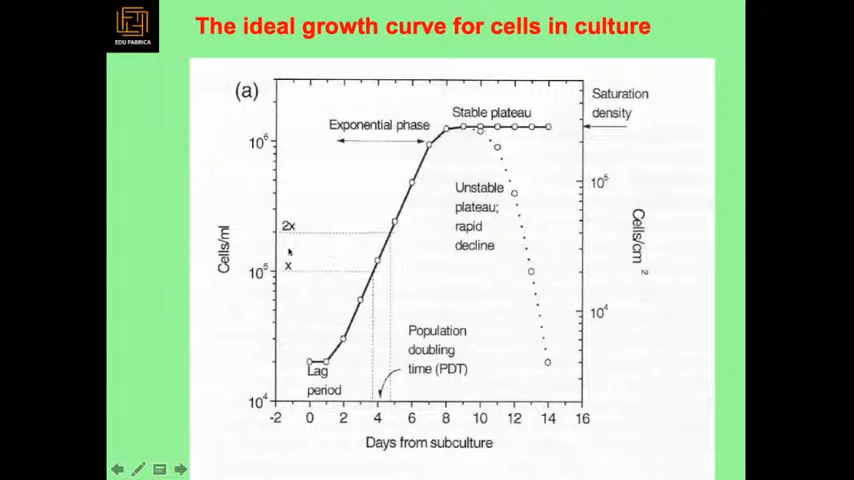 EDU FABRICA
The ideal growth curve for cells in culture
(a)
Saturation
density
Stable plateau
Exponential phase
10⁶
10⁵
Unstable
plateau;
rapid
decline
2x
x
Cells/ml
10⁵
Cells/cm²
10⁴
Population
doubling
time (PDT)
Lag
period
10⁴
-2 0 2 4 6 8 10 12 14 16
Days from subculture